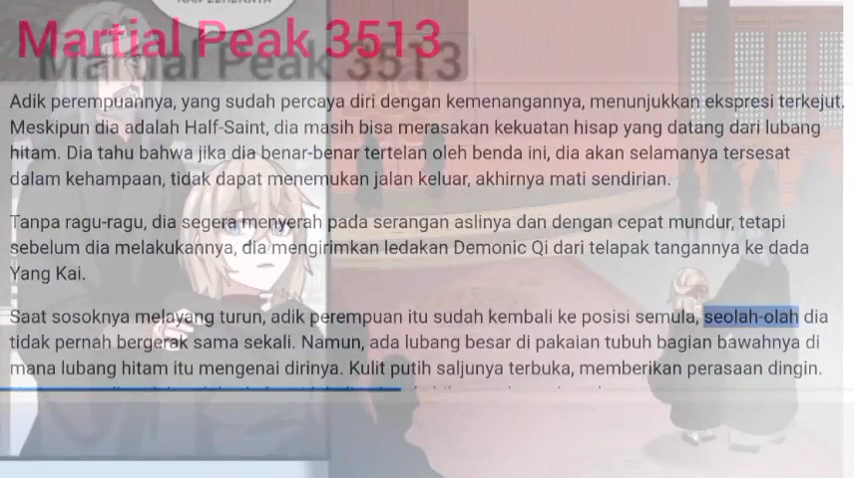 Martial Peak 3513
Martial Peak 3513
Adik perempuannya, yang sudah percaya diri dengan kemenangannya, menunjukkan ekspresi terkejut.
Meskipun dia adalah Half-Saint, dia masih bisa merasakan kekuatan hisap yang datang dari lubang
hitam. Dia tahu bahwa jika dia benar-benar tertelan oleh benda ini, dia akan selamanya tersesat
dalam kehampaan, tidak dapat menemukan jalan keluar, akhirnya mati sendirian.
Tanpa ragu-ragu, dia segera menyerah pada serangan aslinya dan dengan cepat mundur, tetapi
sebelum dia melakukannya, dia mengirimkan ledakan Demonic Qi dari telapak tangannya ke dada
Yang Kai.
Saat sosoknya melayang turun, adik perempuan itu sudah kembali ke posisi semula, seolah-olah dia
tidak pernah bergerak sama sekali. Namun, ada lubang besar di pakaian tubuh bagian bawahnya di
mana lubang hitam itu mengenai dirinya. Kulit putih saljunya terbuka, memberikan perasaan dingin.